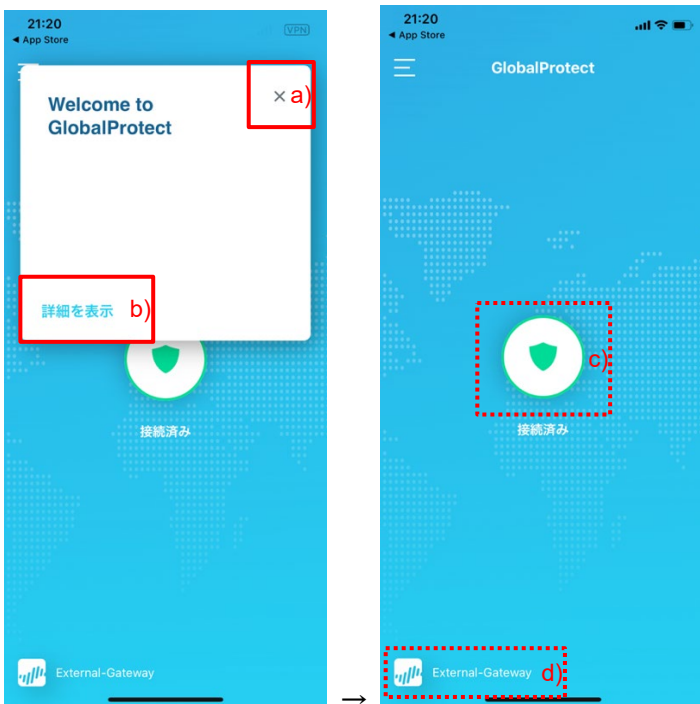 21:20
◀ App Store
VPN
Welcome to
GlobalProtect
× a)
詳細を表示 b)
接続済み
External-Gateway
→
21:20
◀ App Store
GlobalProtect
c)
接続済み
External-Gateway d)